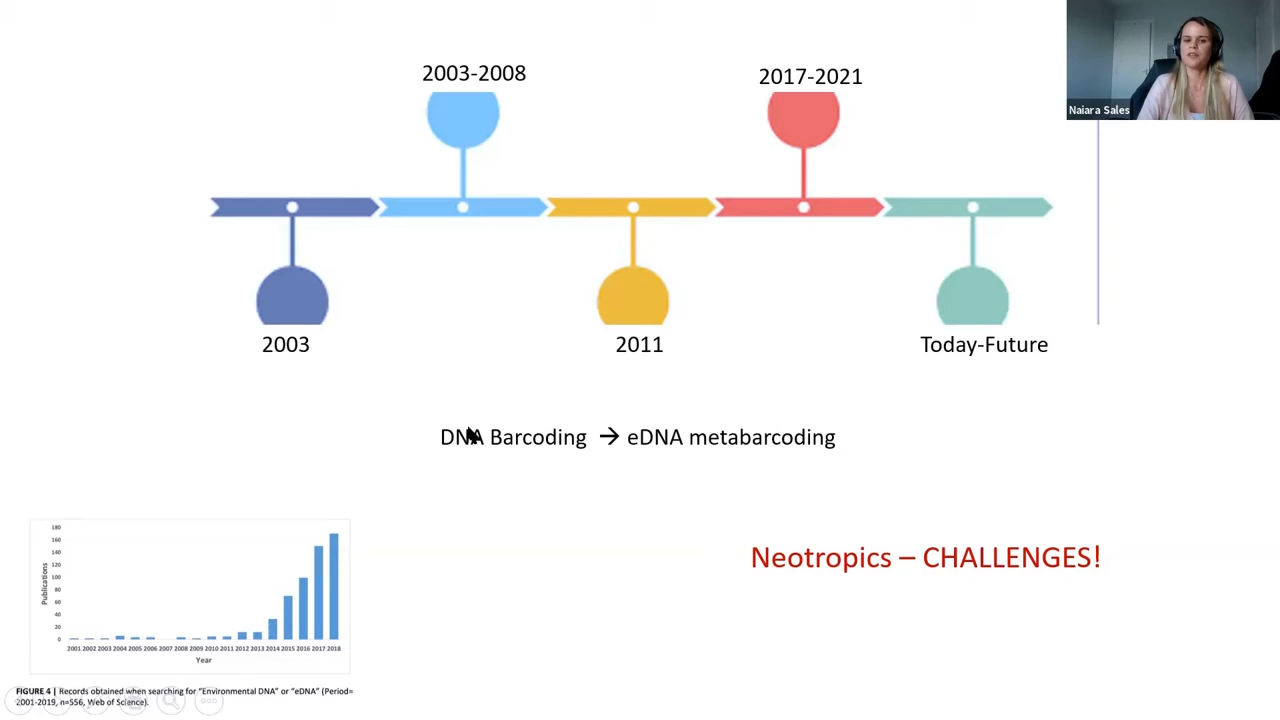 2003-2008
2017-2021
Naiara Sales
2003
2011
Today-Future
DNA Barcoding → eDNA metabarcoding
Neotropics – CHALLENGES!
180
160
140
120
100
80
60
40
20
0
Publications
2001 2002 2003 2004 2005 2006 2007 2008 2009 2010 2011 2012 2013 2014 2015 2016 2017 2018
Year
FIGURE 4 | Records obtained when searching for “Environmental DNA” or “eDNA” (Period=
2001-2019, n=556, Web of Science).